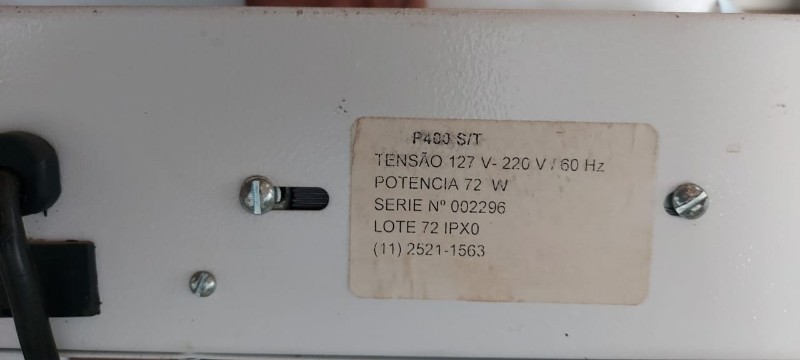 P400 S/T
TENSÃO 127 V- 220 V / 60 Hz
POTENCIA 72 W
SERIE Nº 002296
LOTE 72 IPX0
(11) 2521-1563